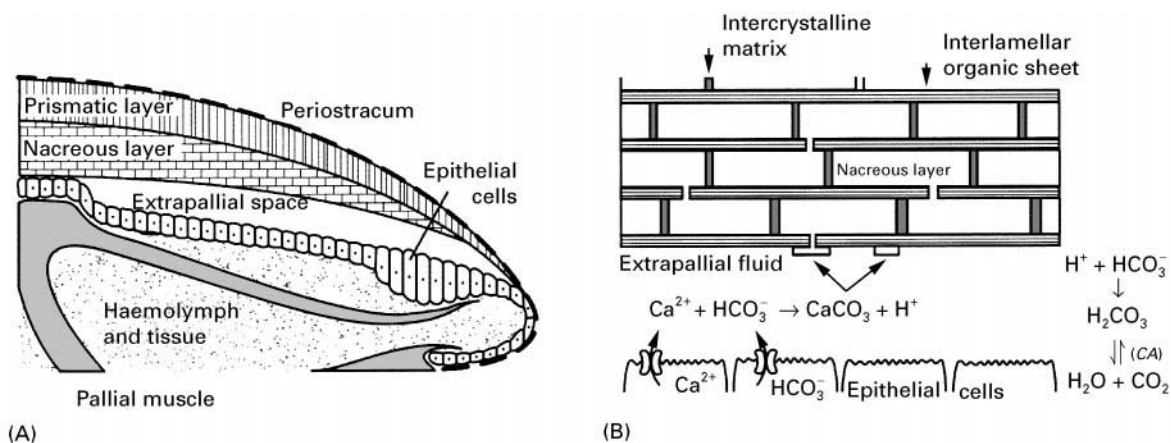 Prismatic layer
Periostracum
Nacreous layer
Epithelial
cells
Extrapallial space
Haemolymph
and tissue
Pallial muscle
(A)
Intercrystalline
matrix
Interlamellar
organic sheet
Nacreous layer
Extrapallial fluid
Ca²⁺ + HCO₃⁻ → CaCO₃ + H⁺
H⁺ + HCO₃⁻
↓
H₂CO₃
⇌ (CA)
H₂O + CO₂
Ca²⁺ HCO₃⁻ Epithelial cells
(B)